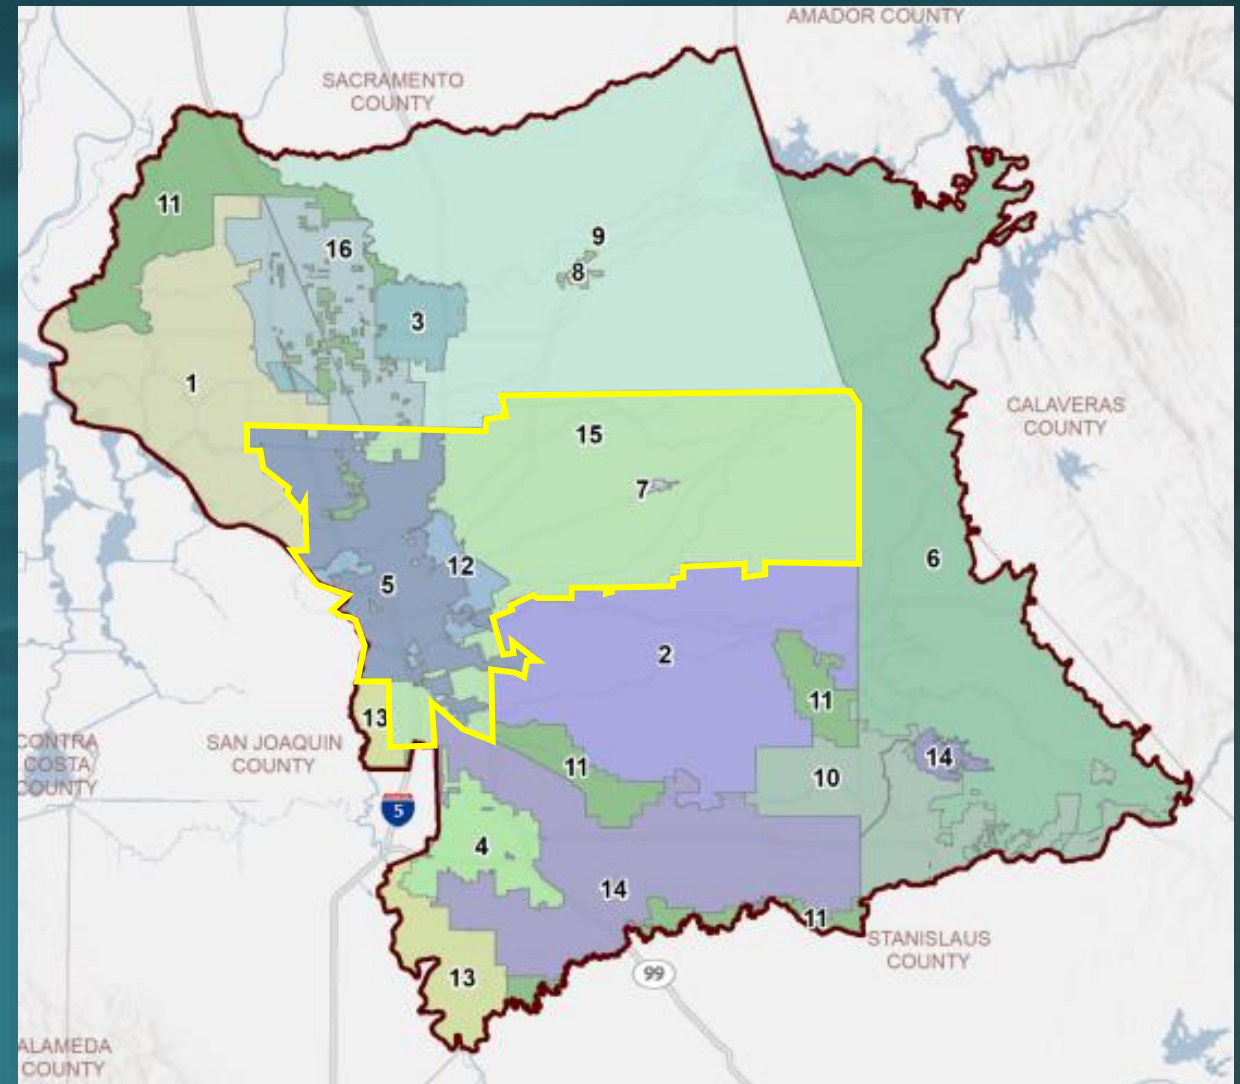 AMADOR COUNTY
SACRAMENTO
COUNTY
11
16
9
8
3
1
CALAVERAS
COUNTY
15
7
12
5
6
2
11
13
CONTRA
COSTA
COUNTY
SAN JOAQUIN
COUNTY
11
14
10
5
4
14
11
STANISLAUS
COUNTY
99
13
ALAMEDA
COUNTY